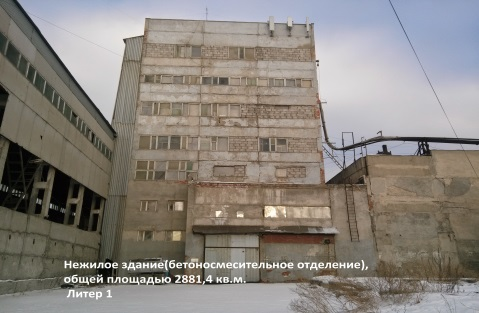 Нежилое здание(бетоносмесительное отделение),
общей площадью 2881,4 кв.м.
Литер 1